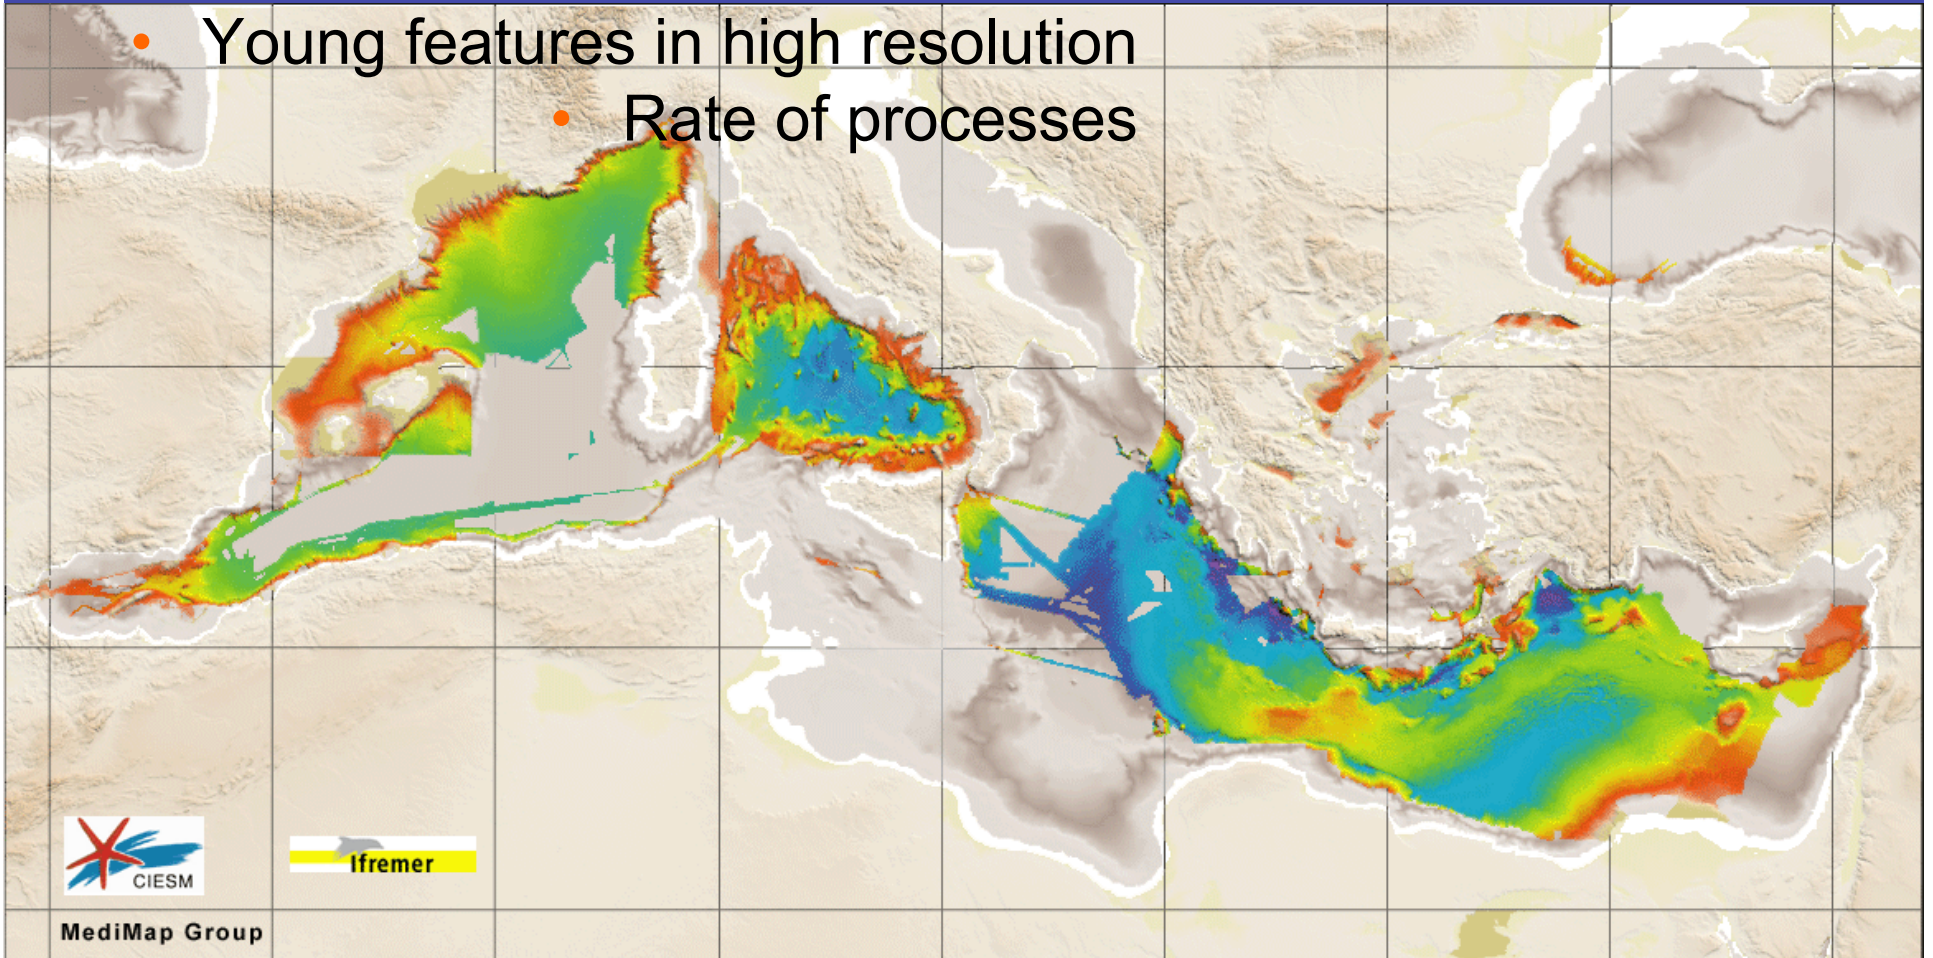 • Young features in high resolution
• Rate of processes
CIESM
Ifremer
MediMap Group